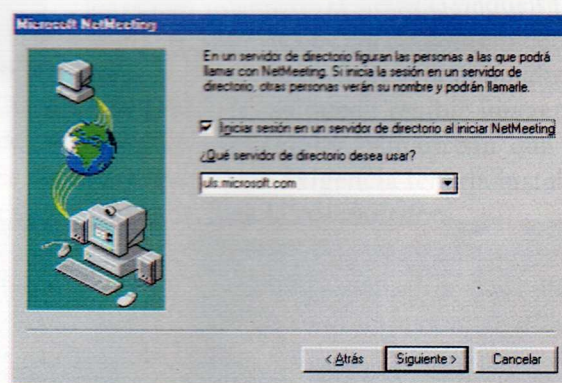 Microsoft NetMeeting
En un servidor de directorio figuran las personas a las que podrá
llamar con NetMeeting. Si inicia la sesión en un servidor de
directorio, otras personas verán su nombre y podrán llamarle.
Iniciar sesión en un servidor de directorio al iniciar NetMeeting
¿Qué servidor de directorio desea usar?
uls.microsoft.com
< Atrás Siguiente > Cancelar